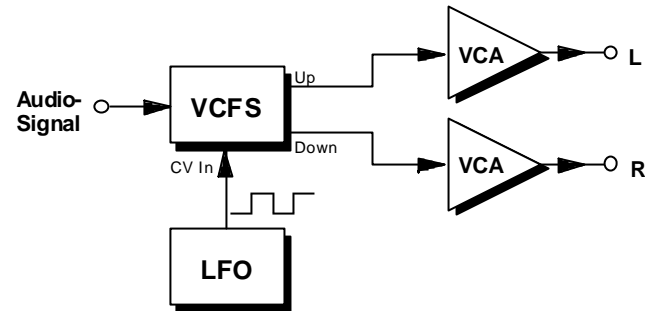 VCA
L
Up
Audio-
Signal
VCFS
Down
VCA
R
CV In
LFO